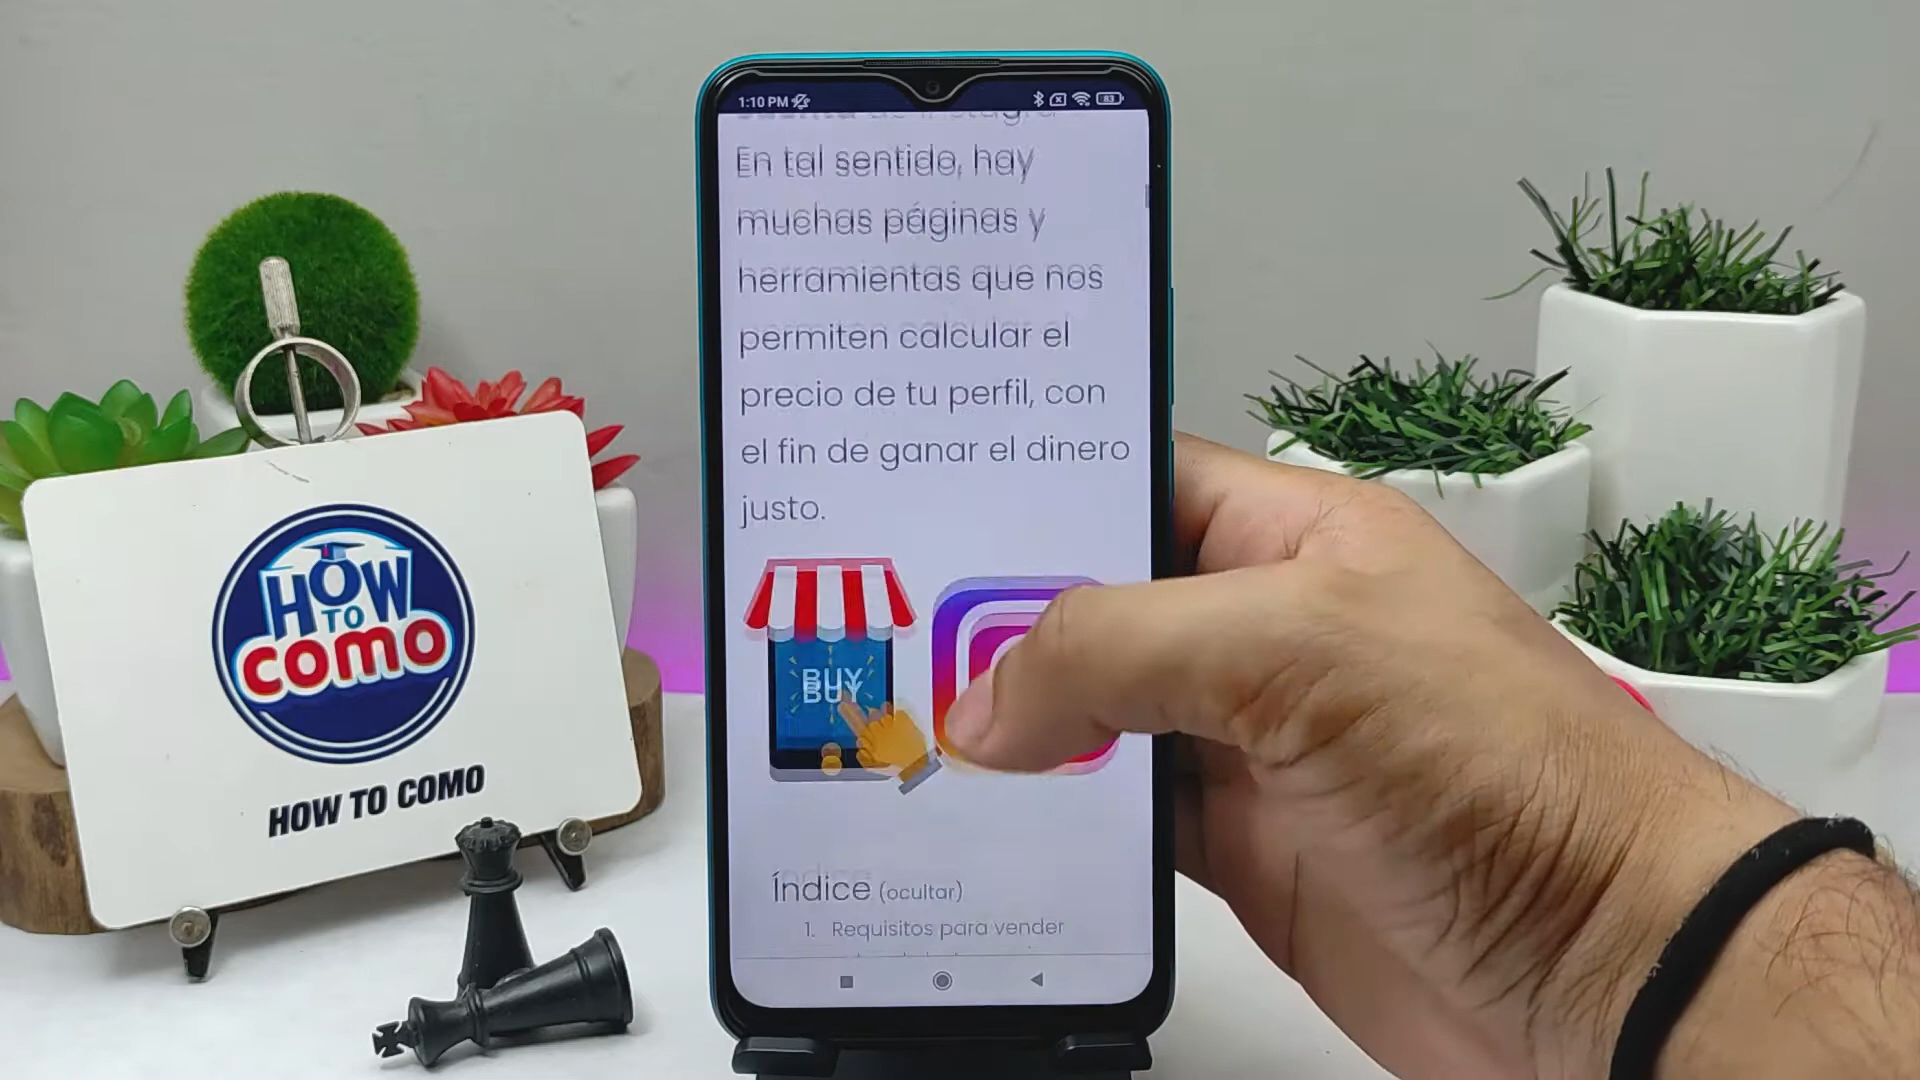 1:10 PM
83
En tal sentido, hay
muchas páginas y
herramientas que nos
permiten calcular el
precio de tu perfil, con
el fin de ganar el dinero
justo.
BUY
Índice (ocultar)
1. Requisitos para vender
HOW
TO
COMO
HOW TO COMO